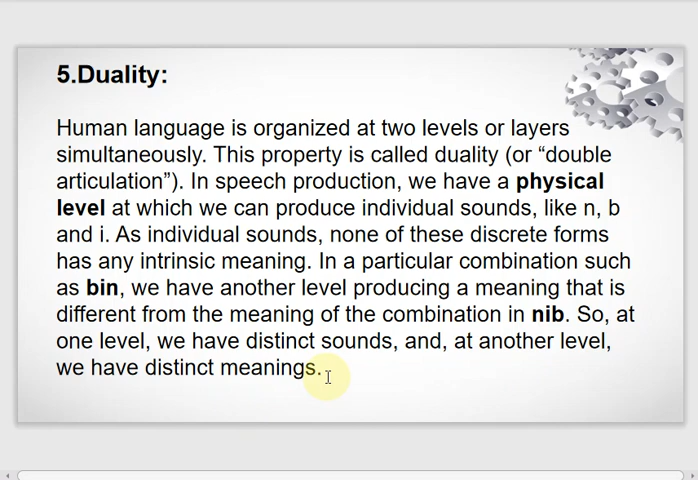 5.Duality:
Human language is organized at two levels or layers
simultaneously. This property is called duality (or “double
articulation”). In speech production, we have a physical
level at which we can produce individual sounds, like n, b
and i. As individual sounds, none of these discrete forms
has any intrinsic meaning. In a particular combination such
as bin, we have another level producing a meaning that is
different from the meaning of the combination in nib. So, at
one level, we have distinct sounds, and, at another level,
we have distinct meanings.